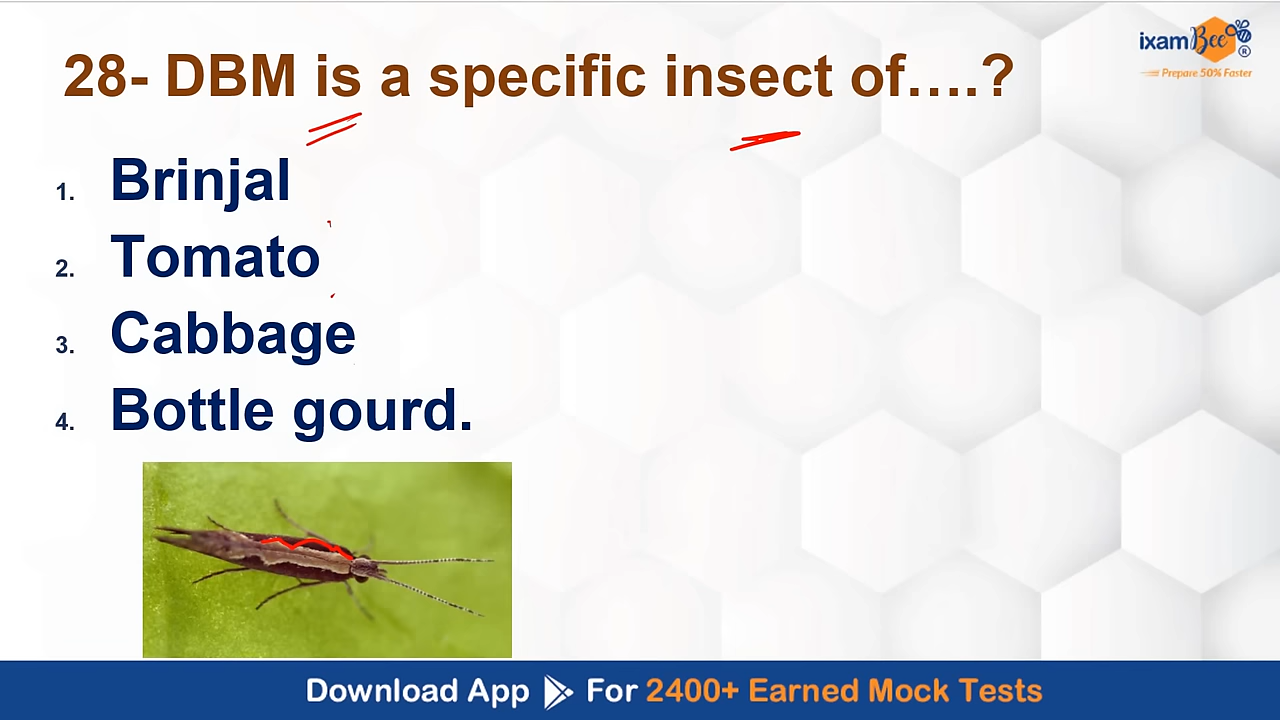 ixamBee®
Prepare 50% Faster
28- DBM is a specific insect of....?
1. Brinjal
2. Tomato
3. Cabbage
4. Bottle gourd.
Download App For 2400+ Earned Mock Tests